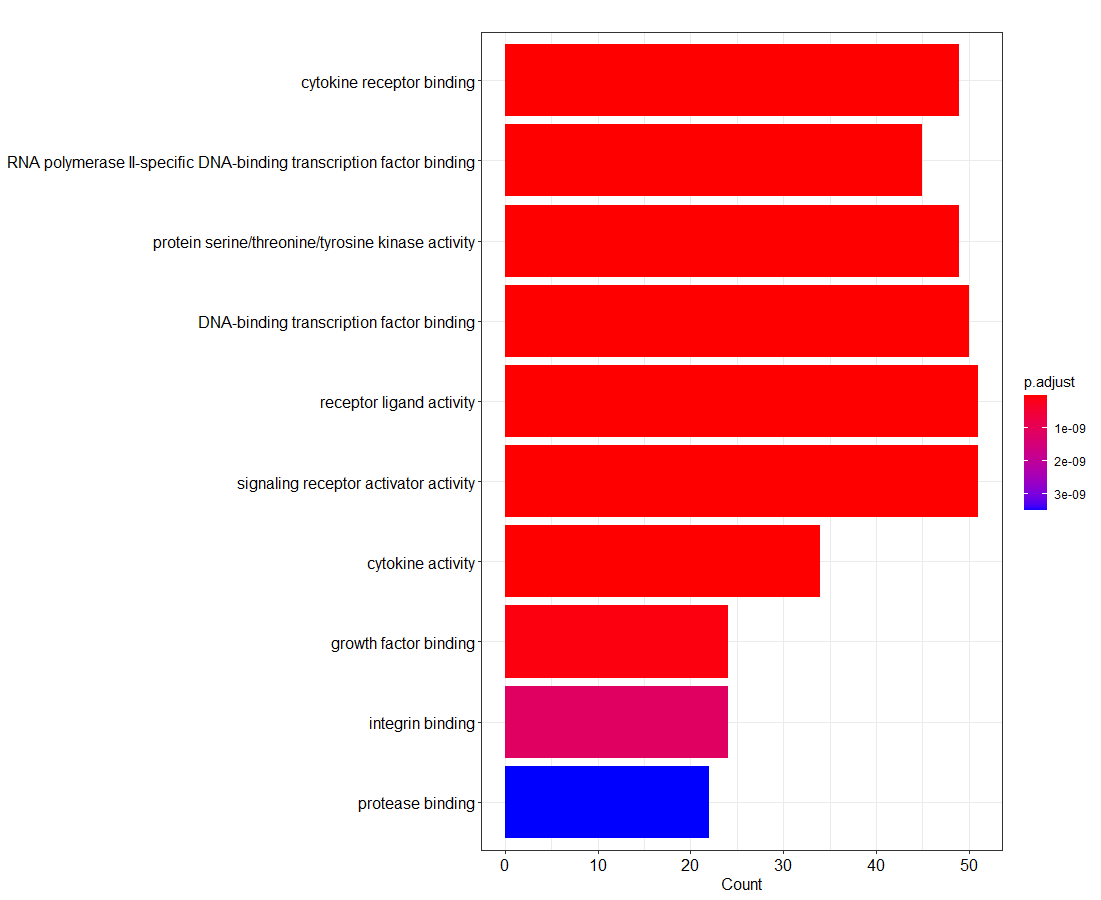 cytokine receptor binding
RNA polymerase II-specific DNA-binding transcription factor binding
protein serine/threonine/tyrosine kinase activity
DNA-binding transcription factor binding
receptor ligand activity
signaling receptor activator activity
cytokine activity
growth factor binding
integrin binding
protease binding
0 10 20 30 40 50
Count
p.adjust
1e-09
2e-09
3e-09